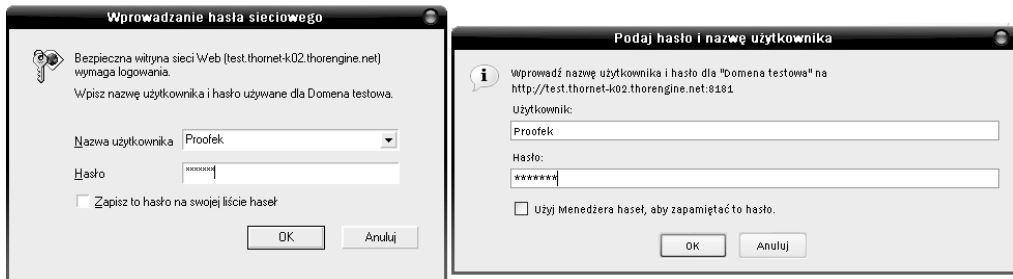 Wprowadzanie hasła sieciowego
Bezpieczna witryna sieci Web (test.thornet-k02.thorengine.net)
wymaga logowania.
Wpisz nazwę użytkownika i hasło używane dla Domena testowa.
Nazwa użytkownika Proofek
Hasło *******
Zapisz to hasło na swojej liście haseł
OK Anuluj
Podaj hasło i nazwę użytkownika
Wprowadź nazwę użytkownika i hasło dla "Domena testowa" na
http://test.thornet-k02.thorengine.net:8181
Użytkownik:
Proofek
Hasło:
*******
Użyj Menedżera haseł, aby zapamiętać to hasło.
OK Anuluj